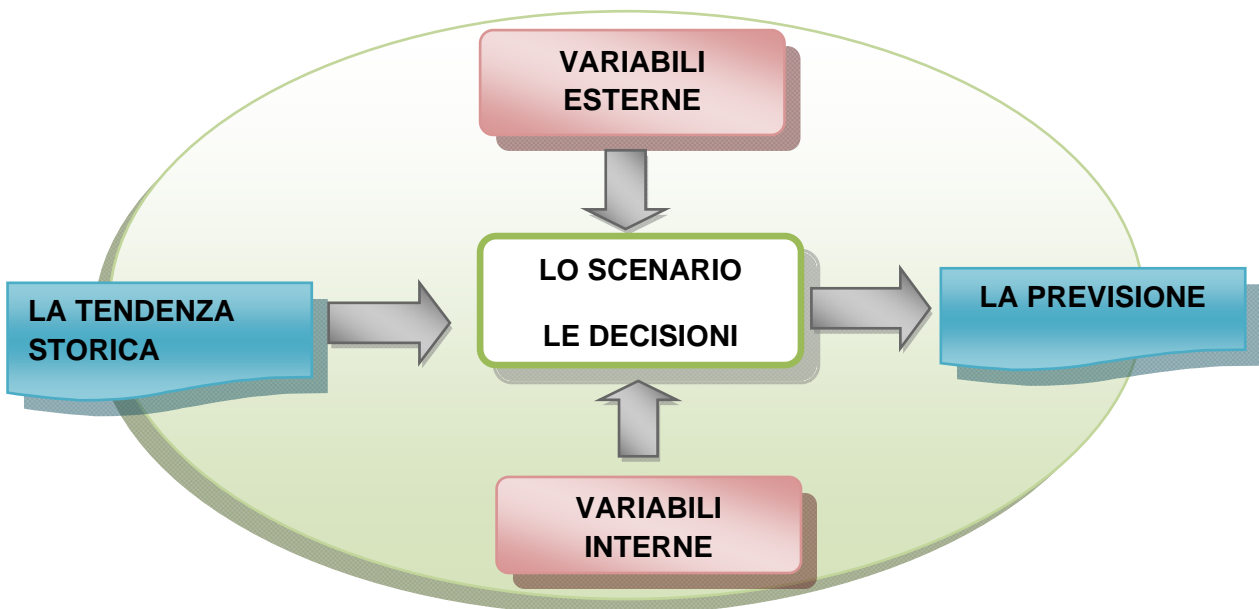 VARIABILI
ESTERNE
LA TENDENZA
STORICA
LO SCENARIO
LE DECISIONI
LA PREVISIONE
VARIABILI
INTERNE